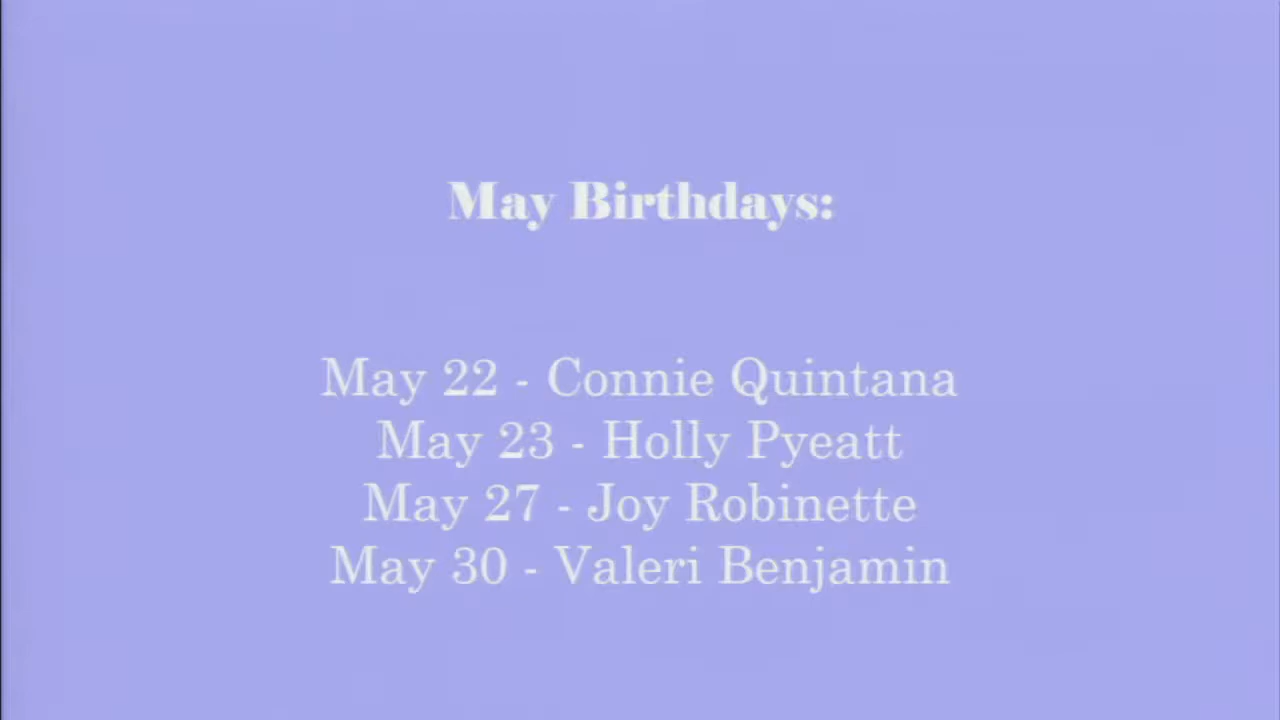 May Birthdays:
May 22 - Connie Quintana
May 23 - Holly Pyeatt
May 27 - Joy Robinette
May 30 - Valeri Benjamin